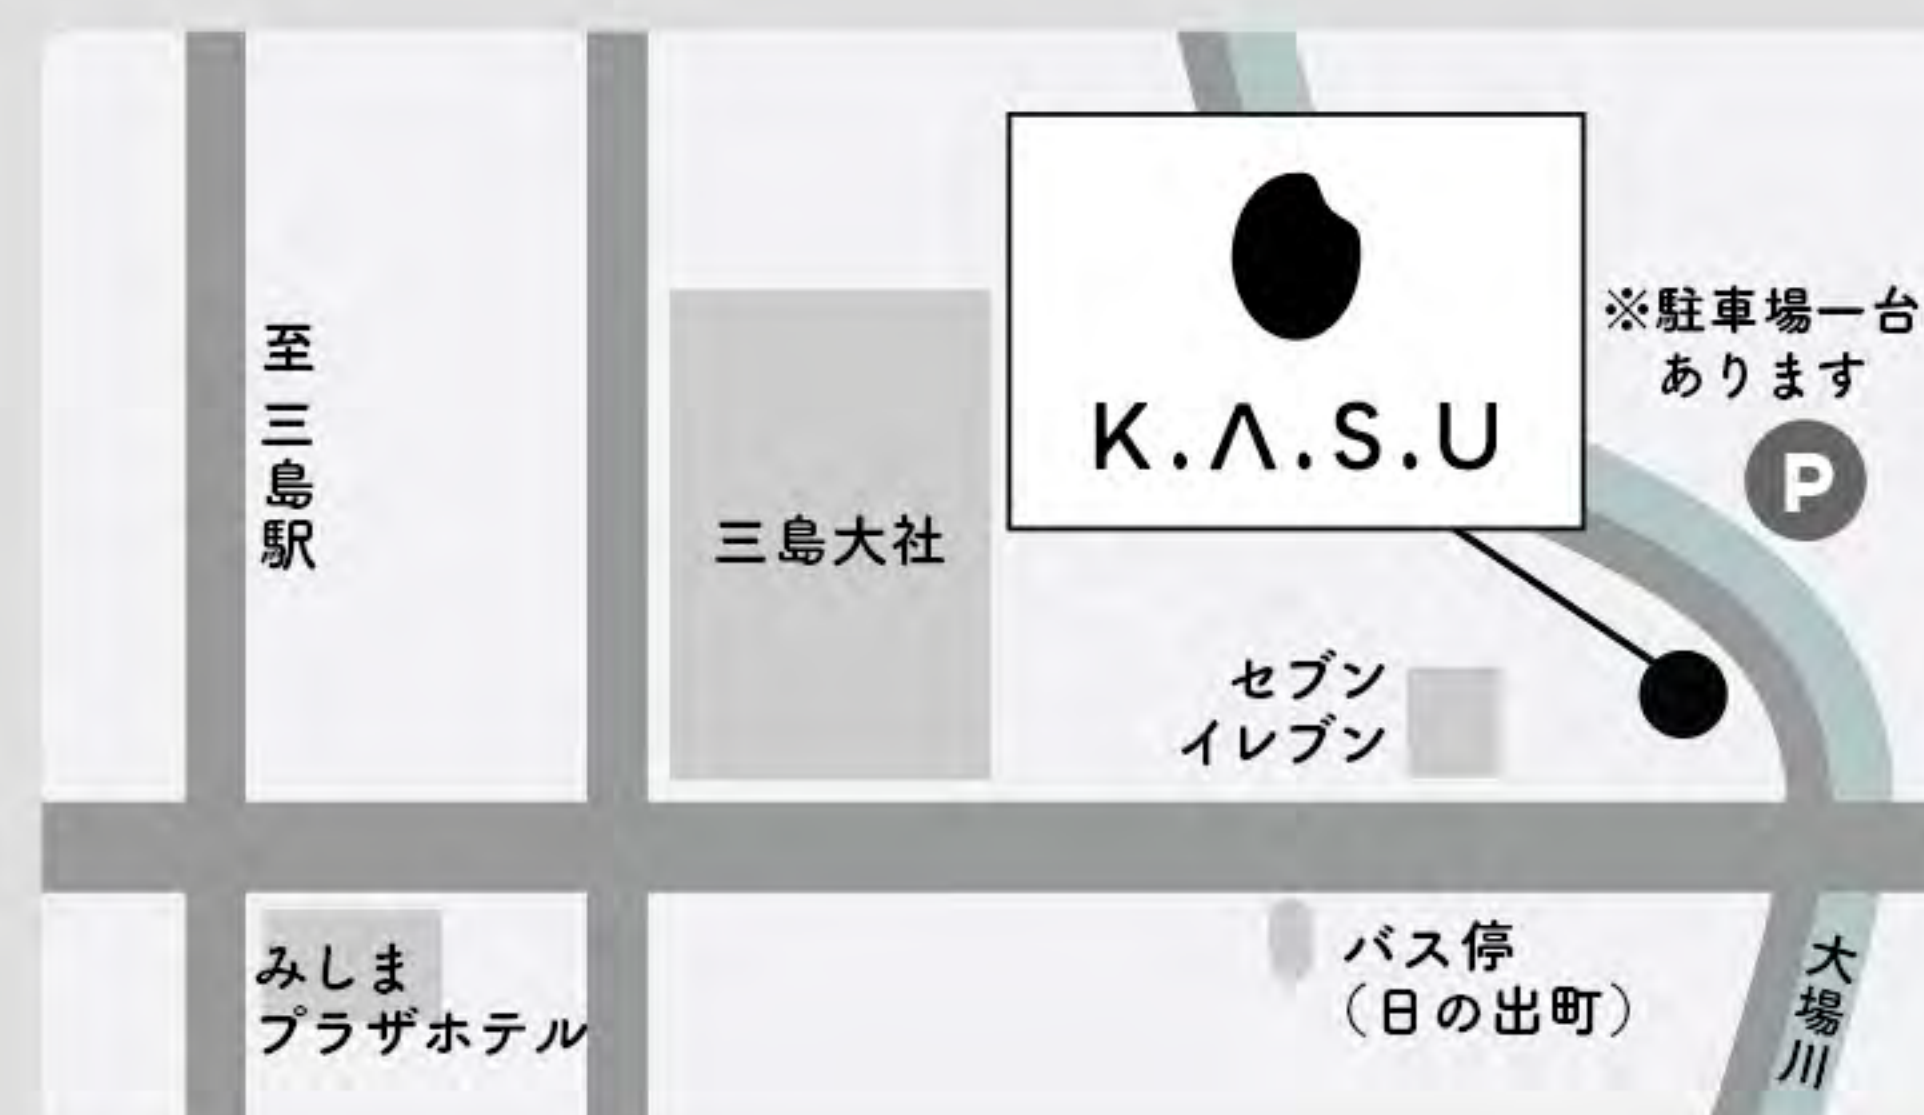 至 三島駅
三島大社
K.Λ.S.U
※駐車場一台
あります
P
セブン
イレブン
みしま
プラザホテル
バス停
（日の出町）
大場川